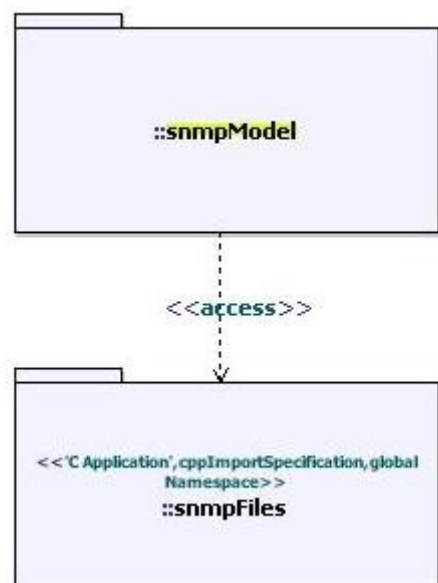 ::snmpModel
<<access>>
<<"C Application',cppImportSpecification,global
Namespace>>
::snmpFiles